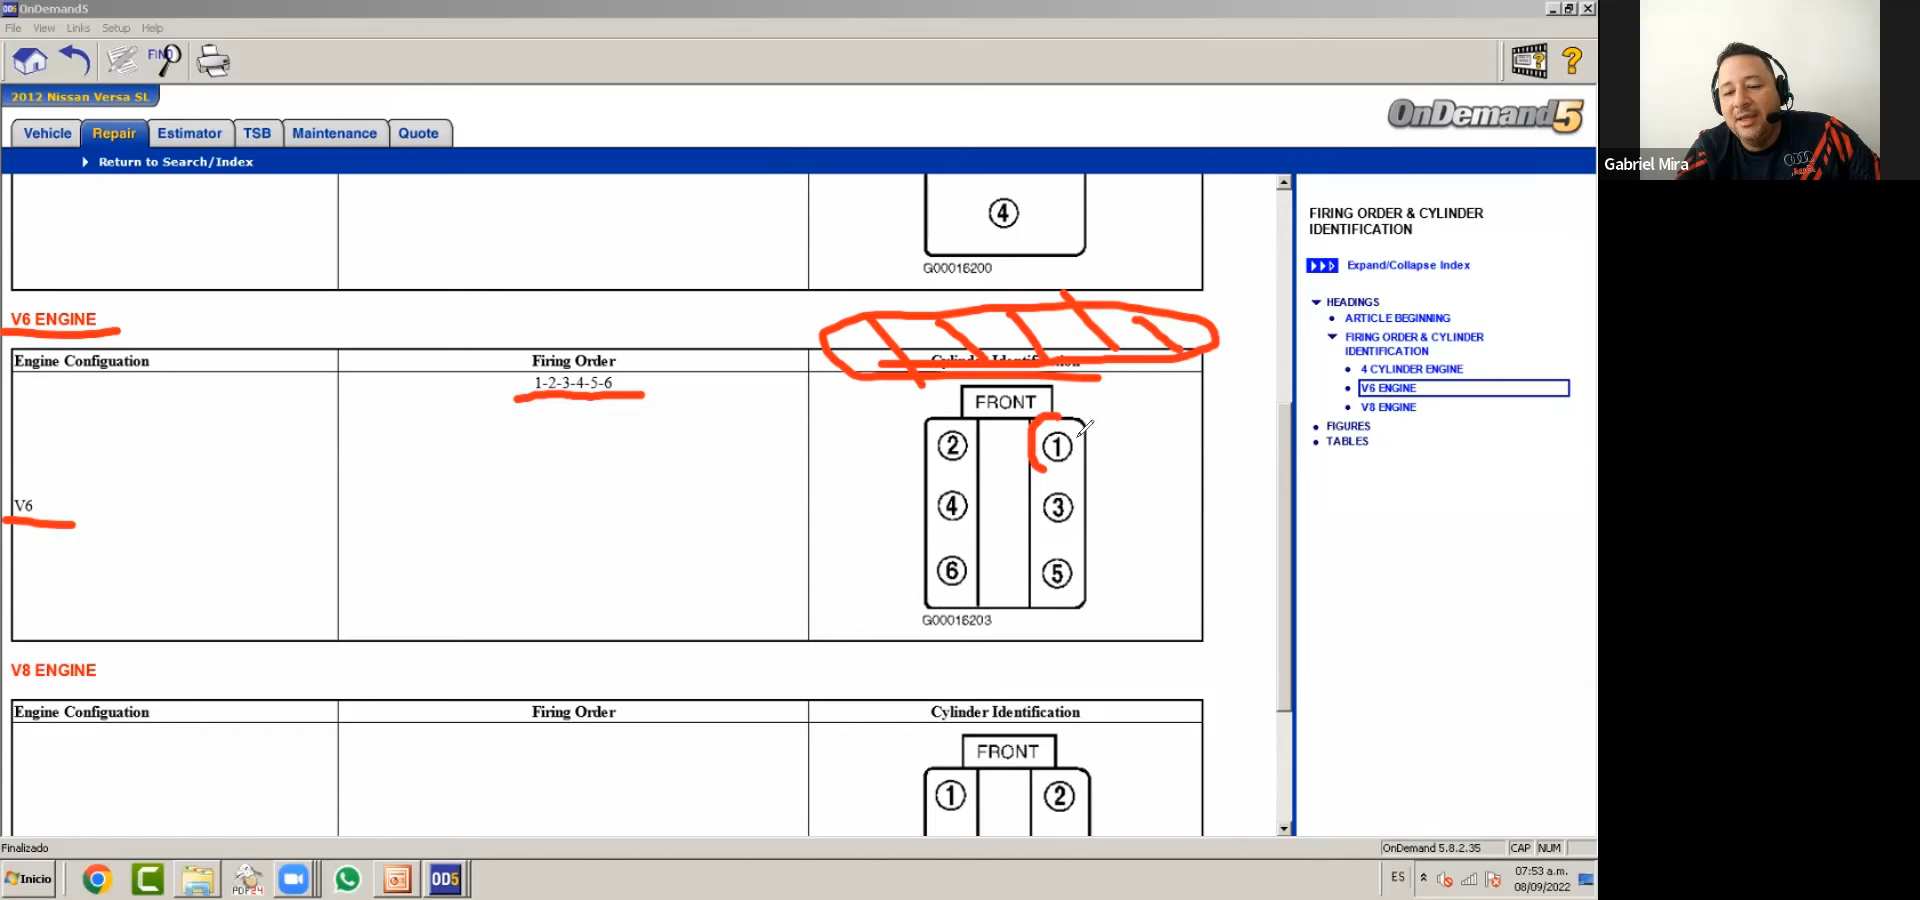 OnDemand5
File View Links Setup Help
FIND
2012 Nissan Versa SL
Vehicle Repair Estimator TSB Maintenance Quote
OnDemand5
Return to Search/Index
Gabriel Mira
4
G00016200
V6 ENGINE
Engine Configuation Firing Order Cylinder Identification
1-2-3-4-5-6
FRONT
2 1
4 3
V6
6 5
G00016203
V8 ENGINE
Engine Configuation Firing Order Cylinder Identification
FRONT
1 2
FIRING ORDER & CYLINDER
IDENTIFICATION
Expand/Collapse Index
HEADINGS
ARTICLE BEGINNING
FIRING ORDER & CYLINDER
IDENTIFICATION
4 CYLINDER ENGINE
V6 ENGINE
V8 ENGINE
FIGURES
TABLES
Finalizado
OnDemand 5.8.2.35 CAP NUM
Inicio
PDF24
OD5
ES
07:53 a.m.
08/09/2022